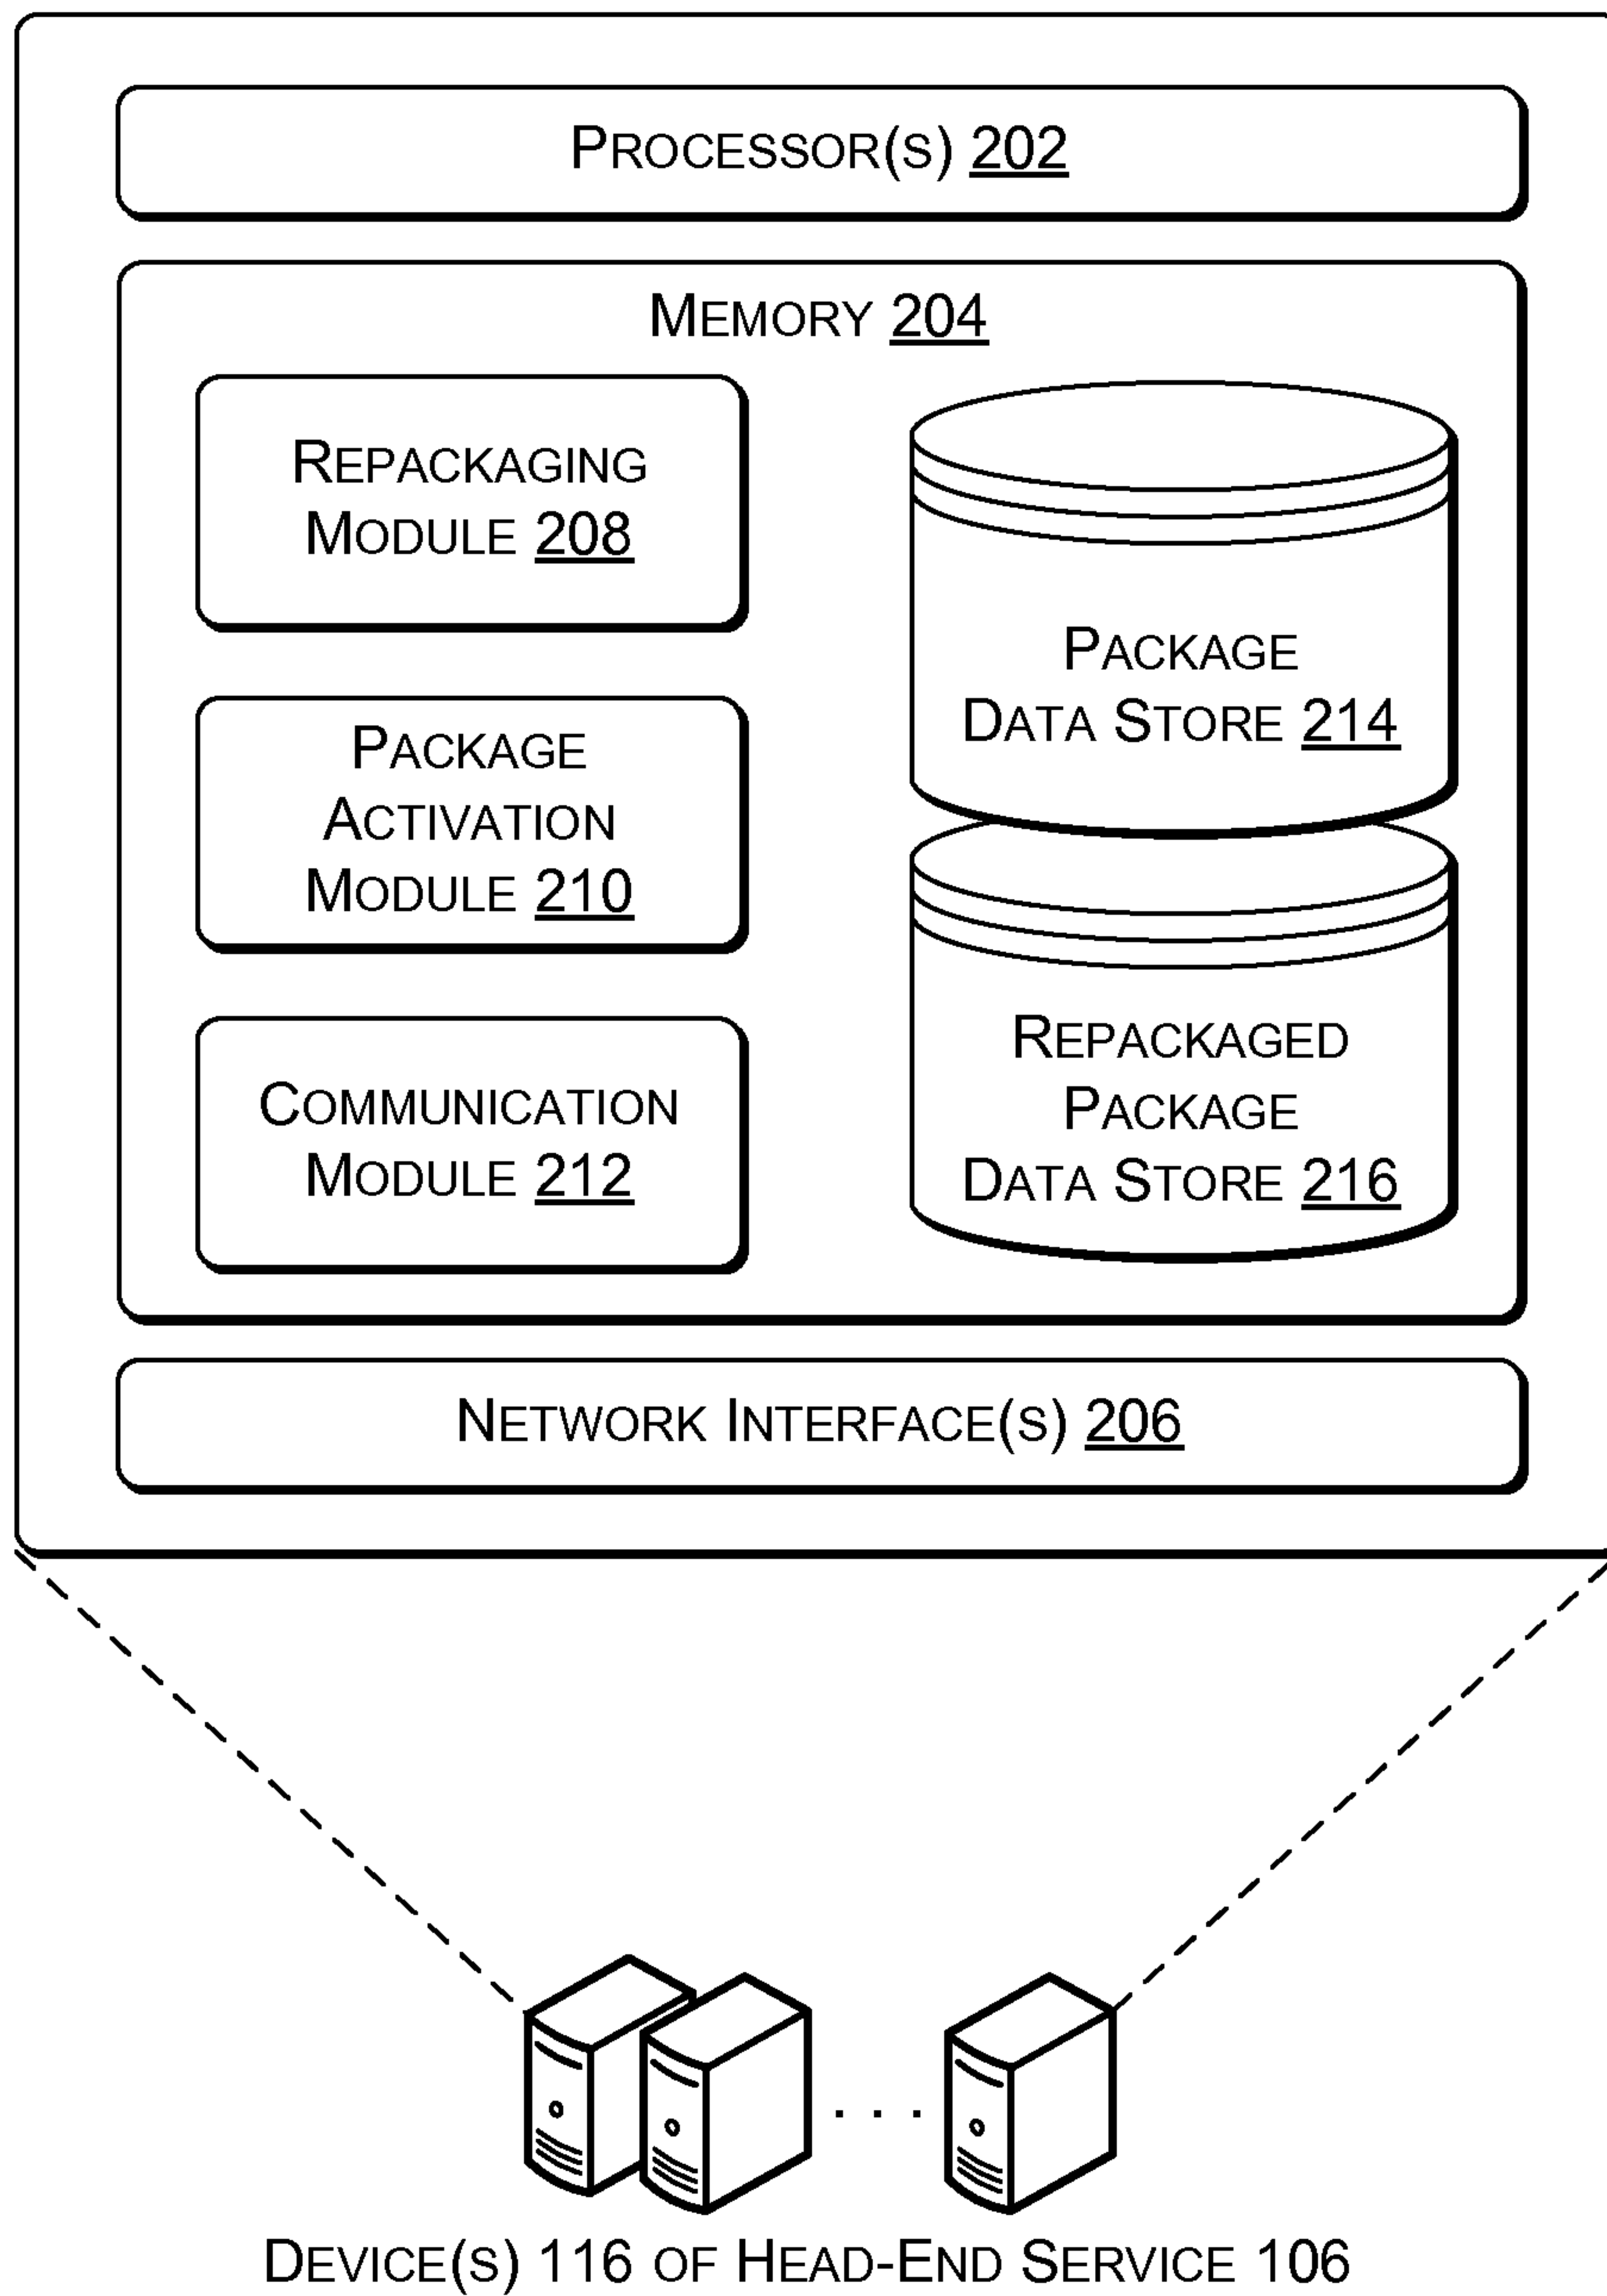 PROCESSOR(S) 202
MEMORY 204
REPACKAGING
MODULE 208
PACKAGE
ACTIVATION
MODULE 210
COMMUNICATION
MODULE 212
PACKAGE
DATA STORE 214
REPACKAGED
PACKAGE
DATA STORE 216
NETWORK INTERFACE(S) 206
. . .
DEVICE(S) 116 OF HEAD-END SERVICE 106